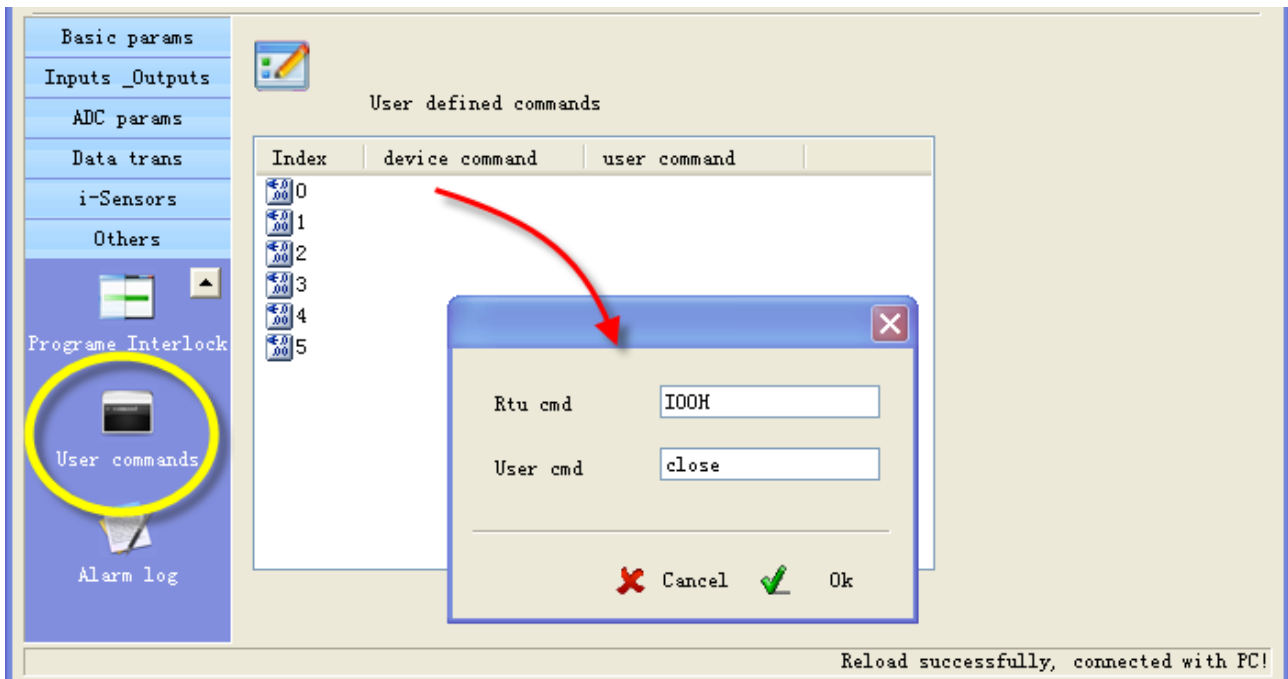 Basic params
Inputs _Outputs
ADC params
Data trans
i-Sensors
Others
Programe Interlock
User commands
Alarm log
User defined commands
Index device command user command
0
1
2
3
4
5
Rtu cmd IOOH
User cmd close
Cancel Ok
Reload successfully, connected with PC!